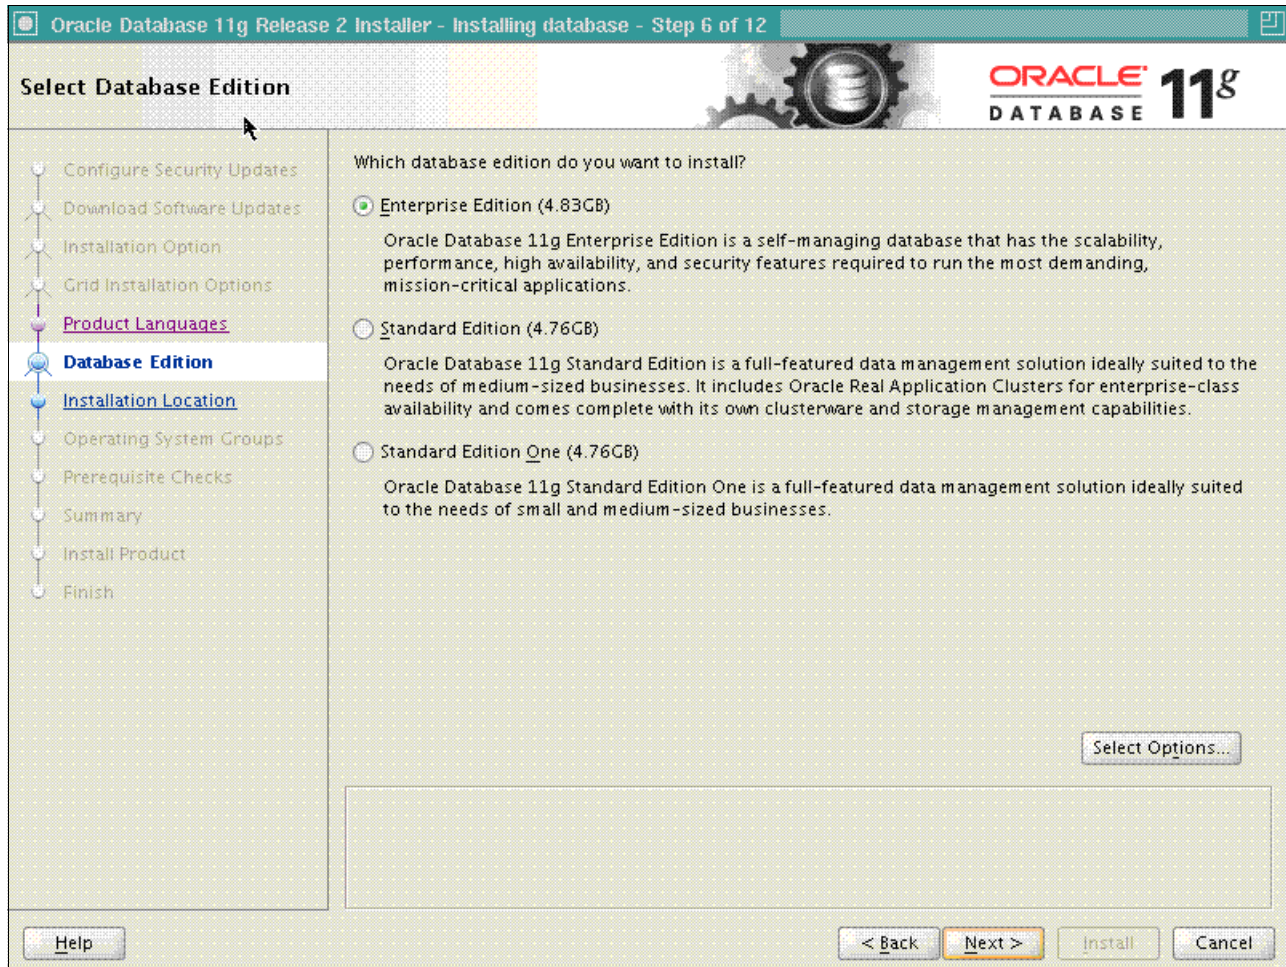 Oracle Database 11g Release 2 Installer - Installing database - Step 6 of 12
Select Database Edition
ORACLE
DATABASE
11g
Configure Security Updates
Download Software Updates
Installation Option
Grid Installation Options
Product Languages
Database Edition
Installation Location
Operating System Groups
Prerequisite Checks
Summary
Install Product
Finish
Which database edition do you want to install?
Enterprise Edition (4.83GB)
Oracle Database 11g Enterprise Edition is a self-managing database that has the scalability,
performance, high availability, and security features required to run the most demanding,
mission-critical applications.
Standard Edition (4.76GB)
Oracle Database 11g Standard Edition is a full-featured data management solution ideally suited to the
needs of medium-sized businesses. It includes Oracle Real Application Clusters for enterprise-class
availability and comes complete with its own clusterware and storage management capabilities.
Standard Edition One (4.76GB)
Oracle Database 11g Standard Edition One is a full-featured data management solution ideally suited
to the needs of small and medium-sized businesses.
Select Options...
Help
< Back
Next >
Install
Cancel